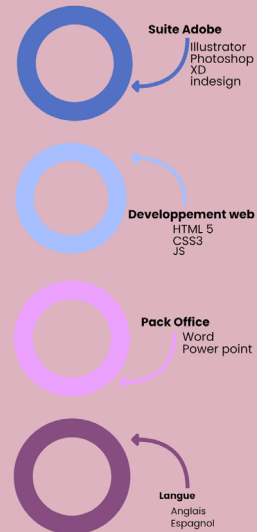 Suite Adobe
Illustrator
Photoshop
XD
indesign
Developpement web
HTML 5
CSS3
JS
Pack Office
Word
Power point
Langue
Anglais
Espagnol